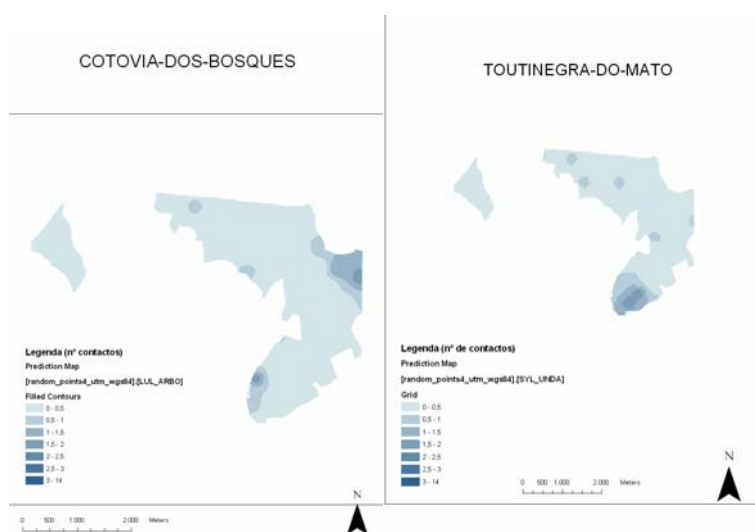 COTOVIA-DOS-BOSQUES
Legenda (nº contactos)
Prediction Map
[random_points4_utm_wgs84].[LUL_ARBO]
Filled Contours
0 - 0,5
0,5 - 1
1 - 1,5
1,5 - 2
2 - 2,5
2,5 - 3
3 - 14
N
0 500 1.000 2.000 Meters
TOUTINEGRA-DO-MATO
Legenda (nº de contactos)
Prediction Map
[random_points4_utm_wgs84].[SYL_UNDA]
Grid
0 - 0,5
0,5 - 1
1 - 1,5
1,5 - 2
2 - 2,5
2,5 - 3
3 - 14
N
0 500 1.000 2.000 Meters